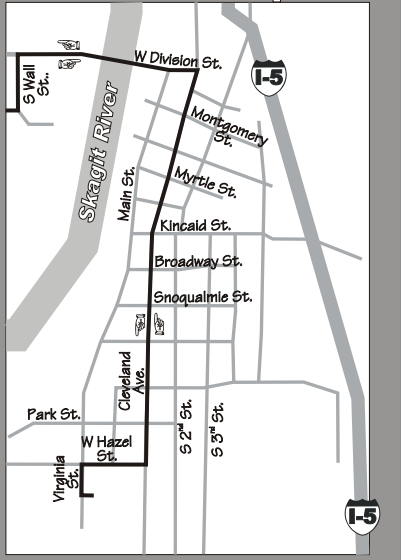 W Division St.
I-5
S Wall
St..
Skagit River
Montgomery
St.
Main St.
Myrtle St.
Kincaid St.
Broadway St.
Snoqualmie St.
Cleveland
Ave.
Park St.
S 2nd St.
S 3rd St.
W Hazel
St.
Virginia
St.
I-5